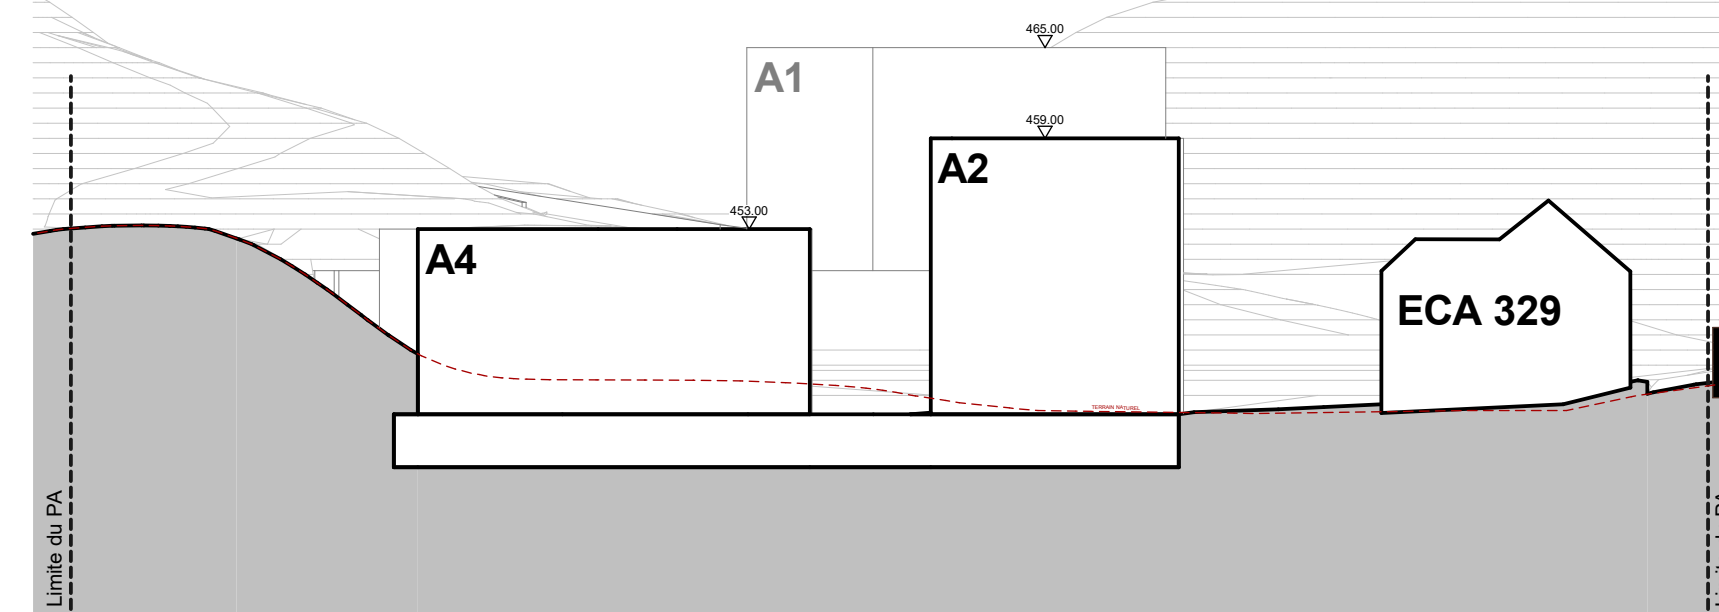 465.00
A1
459.00
A2
453.00
A4
ECA 329
TERRAIN NATUREL
Limite du PA